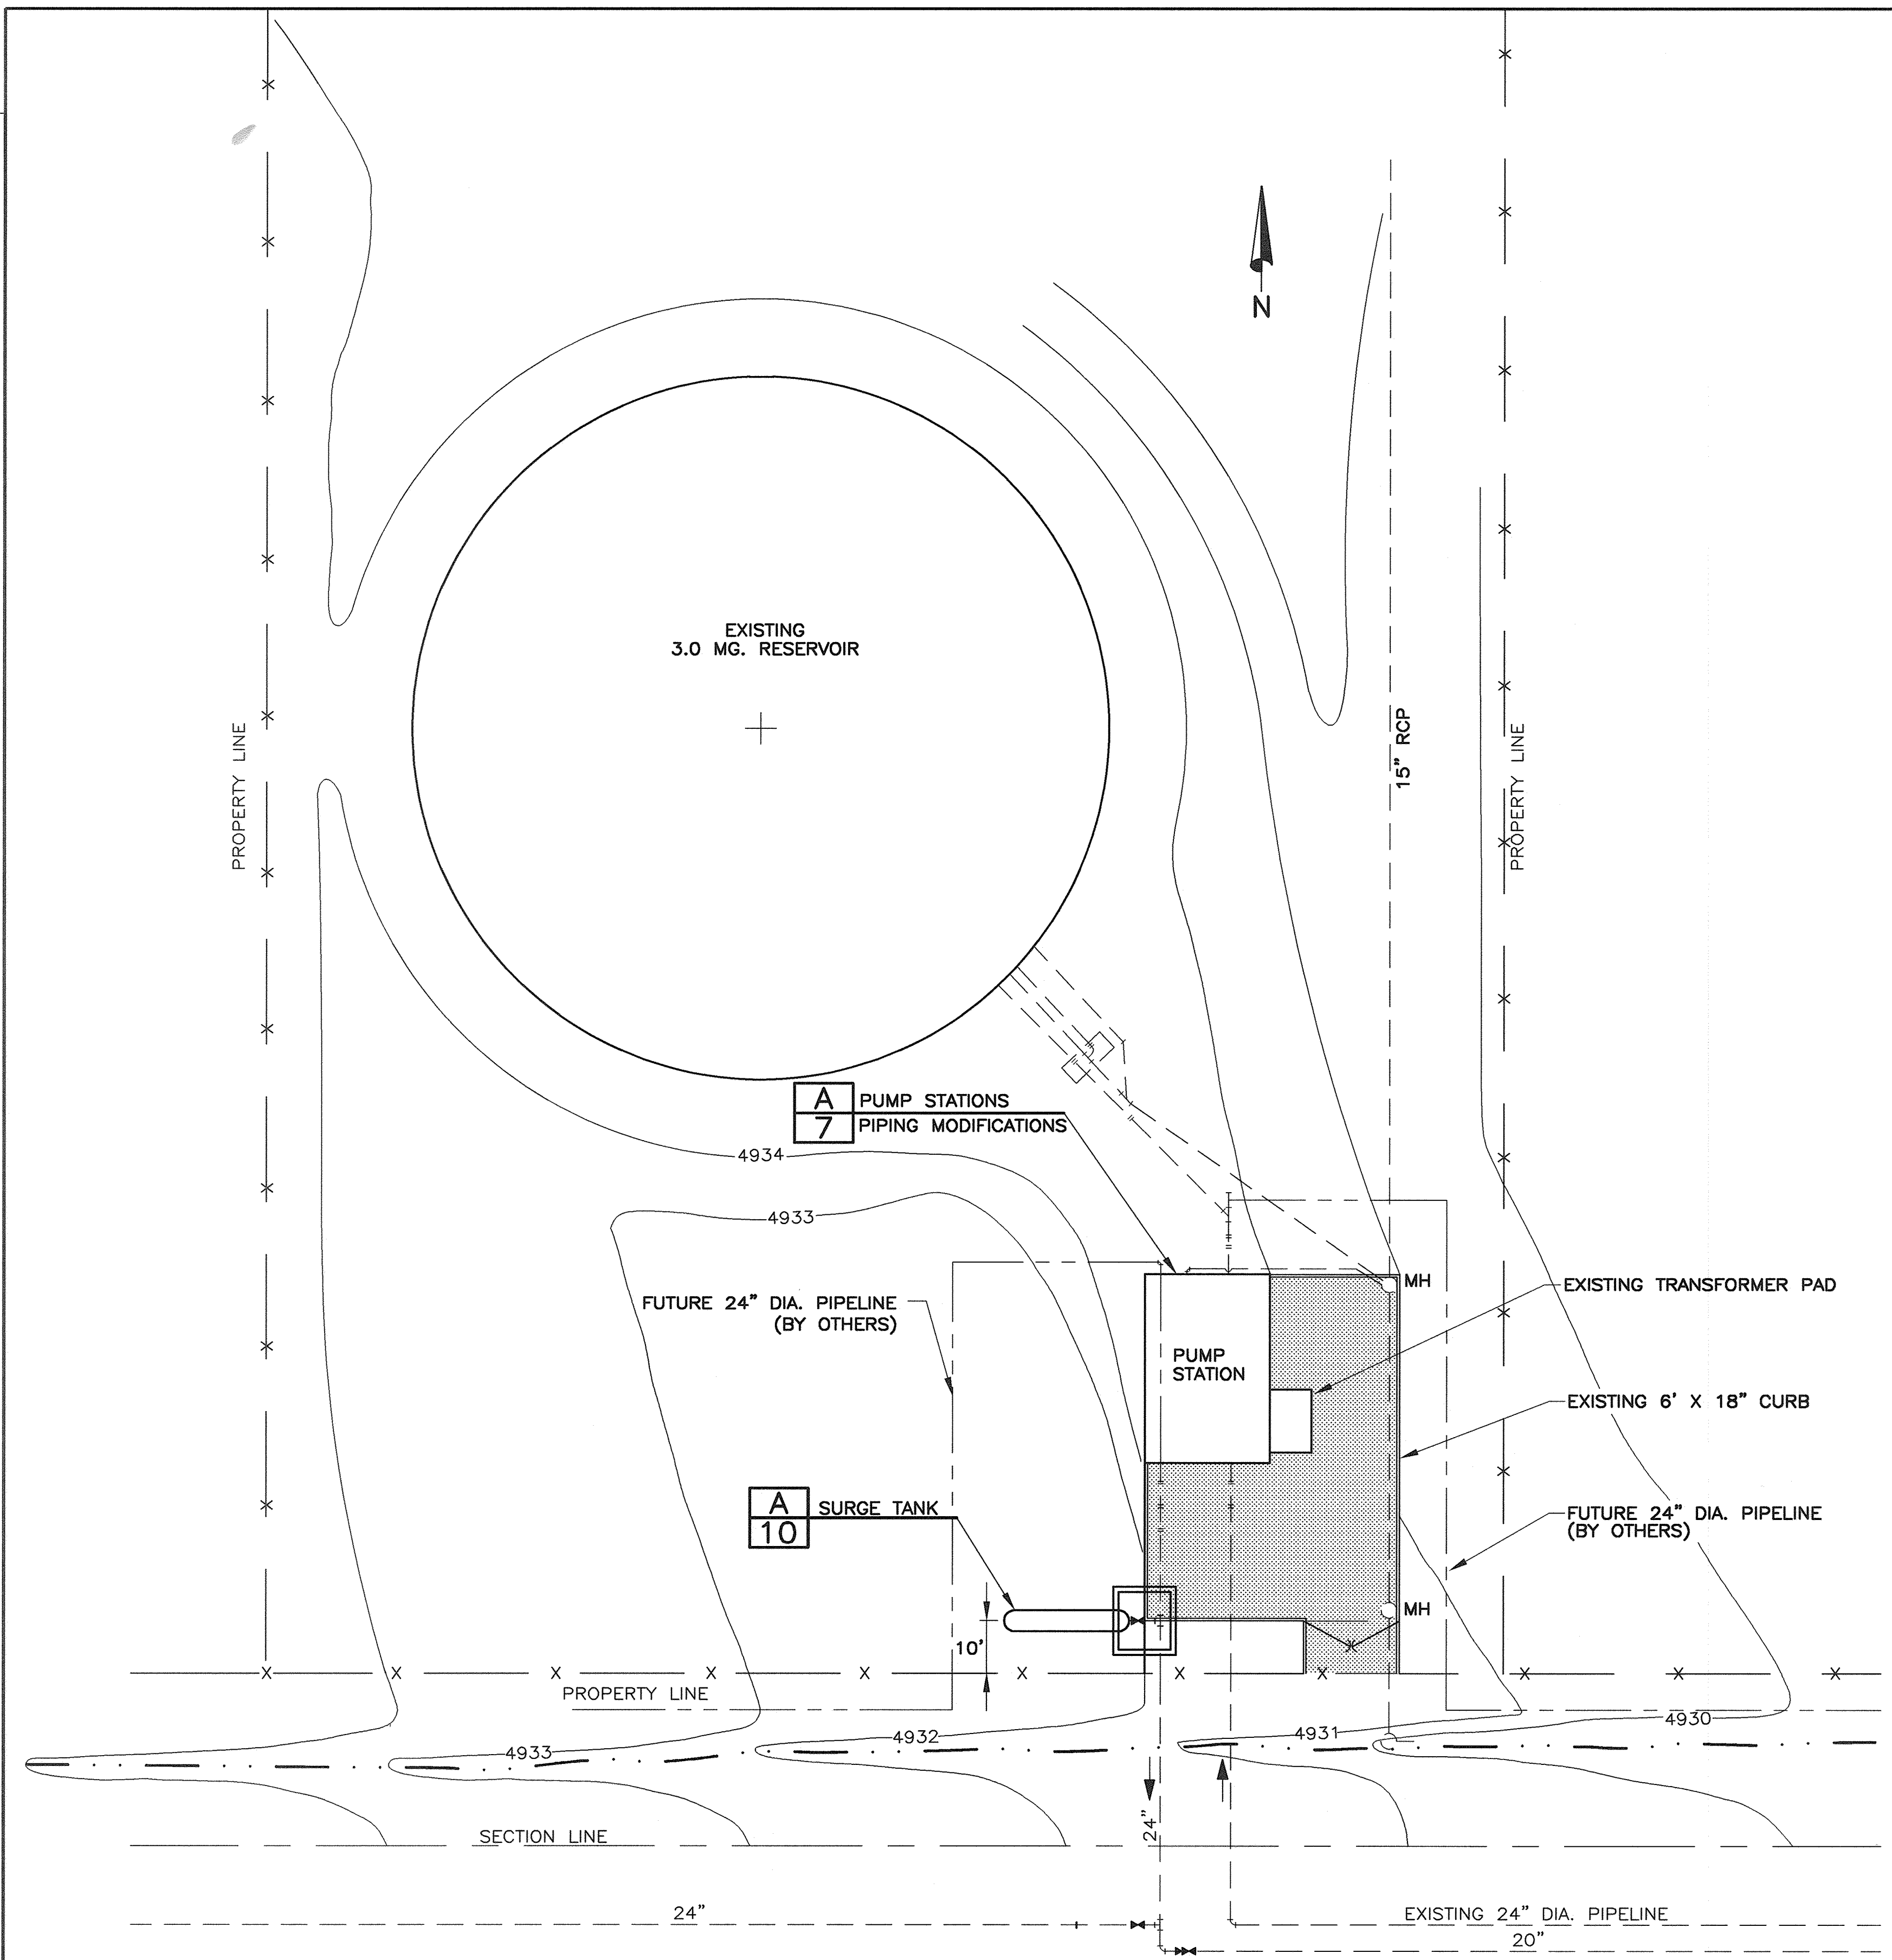 N
EXISTING
3.0 MG. RESERVOIR
PROPERTY LINE
15" RCP
PROPERTY LINE
A
7
PUMP STATIONS
PIPING MODIFICATIONS
4934
4933
MH
EXISTING TRANSFORMER PAD
FUTURE 24" DIA. PIPELINE
(BY OTHERS)
PUMP
STATION
EXISTING 6' X 18" CURB
A
10
SURGE TANK
FUTURE 24" DIA. PIPELINE
(BY OTHERS)
MH
10'
PROPERTY LINE
4933
4932
4931
4930
24"
SECTION LINE
24"
EXISTING 24" DIA. PIPELINE
20"